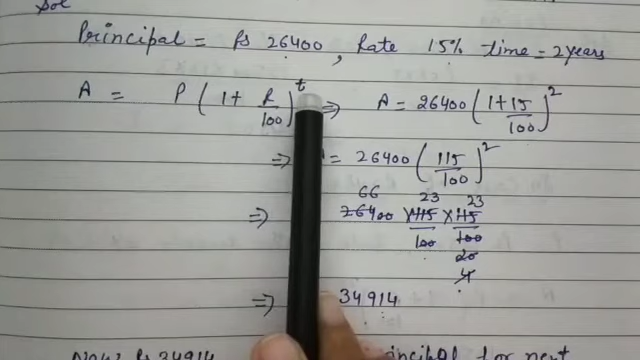 Sol
Principal = Rs 26400, Rate 15% time = 2 years
A = P ( 1 + R/100 )^t ⇒ A = 26400 ( 1+15/100 )^2
⇒ = 26400 ( 115/100 )^2
66 23 23
⇒ 26400 × 115/100 × 115/100
20
4
⇒ 34914
Now Rs 34914 principal for next